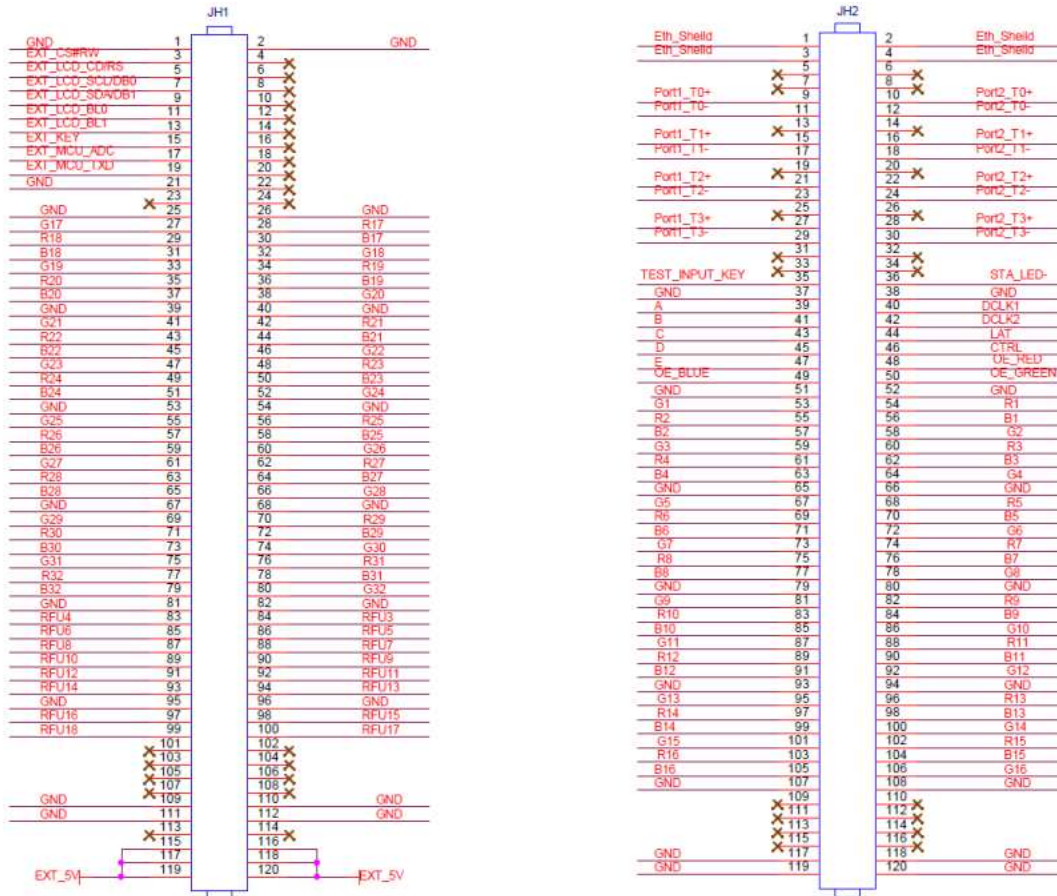 JH1
GND 1 2 GND
EXT_CS#RW 3 4
EXT_LCD_CD/RS 5 6
EXT_LCD_SCL/DB0 7 8
EXT_LCD_SDA/DB1 9 10
EXT_LCD_BL0 11 12
EXT_LCD_BL1 13 14
EXT_KEY 15 16
EXT_MCU_ADC 17 18
EXT_MCU_TXD 19 20
GND 21 22
23 24
GND 25 26 GND
G17 27 28 R17
R18 29 30 B17
B18 31 32 G18
G19 33 34 R19
R20 35 36 B19
B20 37 38 G20
GND 39 40 GND
G21 41 42 R21
R22 43 44 B21
B22 45 46 G22
G23 47 48 R23
R24 49 50 B23
B24 51 52 G24
GND 53 54 GND
G25 55 56 R25
R26 57 58 B25
B26 59 60 G26
G27 61 62 R27
R28 63 64 B27
B28 65 66 G28
GND 67 68 GND
G29 69 70 R29
R30 71 72 B29
B30 73 74 G30
G31 75 76 R31
R32 77 78 B31
B32 79 80 G32
GND 81 82 GND
RFU4 83 84 RFU3
RFU6 85 86 RFU5
RFU8 87 88 RFU7
RFU10 89 90 RFU9
RFU12 91 92 RFU11
RFU14 93 94 RFU13
GND 95 96 GND
RFU16 97 98 RFU15
RFU18 99 100 RFU17
101 102
103 104
105 106
107 108
GND 109 110 GND
GND 111 112 GND
113 114
115 116
117 118
EXT_5V 119 120 EXT_5V
JH2
Eth_Sheild 1 2 Eth_Sheild
Eth_Sheild 3 4 Eth_Sheild
5 6
7 8
Port1_T0+ 9 10 Port2_T0+
Port1_T0- 11 12 Port2_T0-
13 14
Port1_T1+ 15 16 Port2_T1+
Port1_T1- 17 18 Port2_T1-
19 20
Port1_T2+ 21 22 Port2_T2+
Port1_T2- 23 24 Port2_T2-
25 26
Port1_T3+ 27 28 Port2_T3+
Port1_T3- 29 30 Port2_T3-
31 32
33 34
TEST_INPUT_KEY 35 36 STA_LED-
GND 37 38 GND
A 39 40 DCLK1
B 41 42 DCLK2
C 43 44 LAT
D 45 46 CTRL
E 47 48 OE_RED
OE_BLUE 49 50 OE_GREEN
GND 51 52 GND
G1 53 54 R1
R2 55 56 B1
B2 57 58 G2
G3 59 60 R3
R4 61 62 B3
B4 63 64 G4
GND 65 66 GND
G5 67 68 R5
R6 69 70 B5
B6 71 72 G6
G7 73 74 R7
R8 75 76 B7
B8 77 78 G8
GND 79 80 GND
G9 81 82 R9
R10 83 84 B9
B10 85 86 G10
G11 87 88 R11
R12 89 90 B11
B12 91 92 G12
GND 93 94 GND
G13 95 96 R13
R14 97 98 B13
B14 99 100 G14
G15 101 102 R15
R16 103 104 B15
B16 105 106 G16
GND 107 108 GND
109 110
111 112
113 114
115 116
GND 117 118 GND
GND 119 120 GND